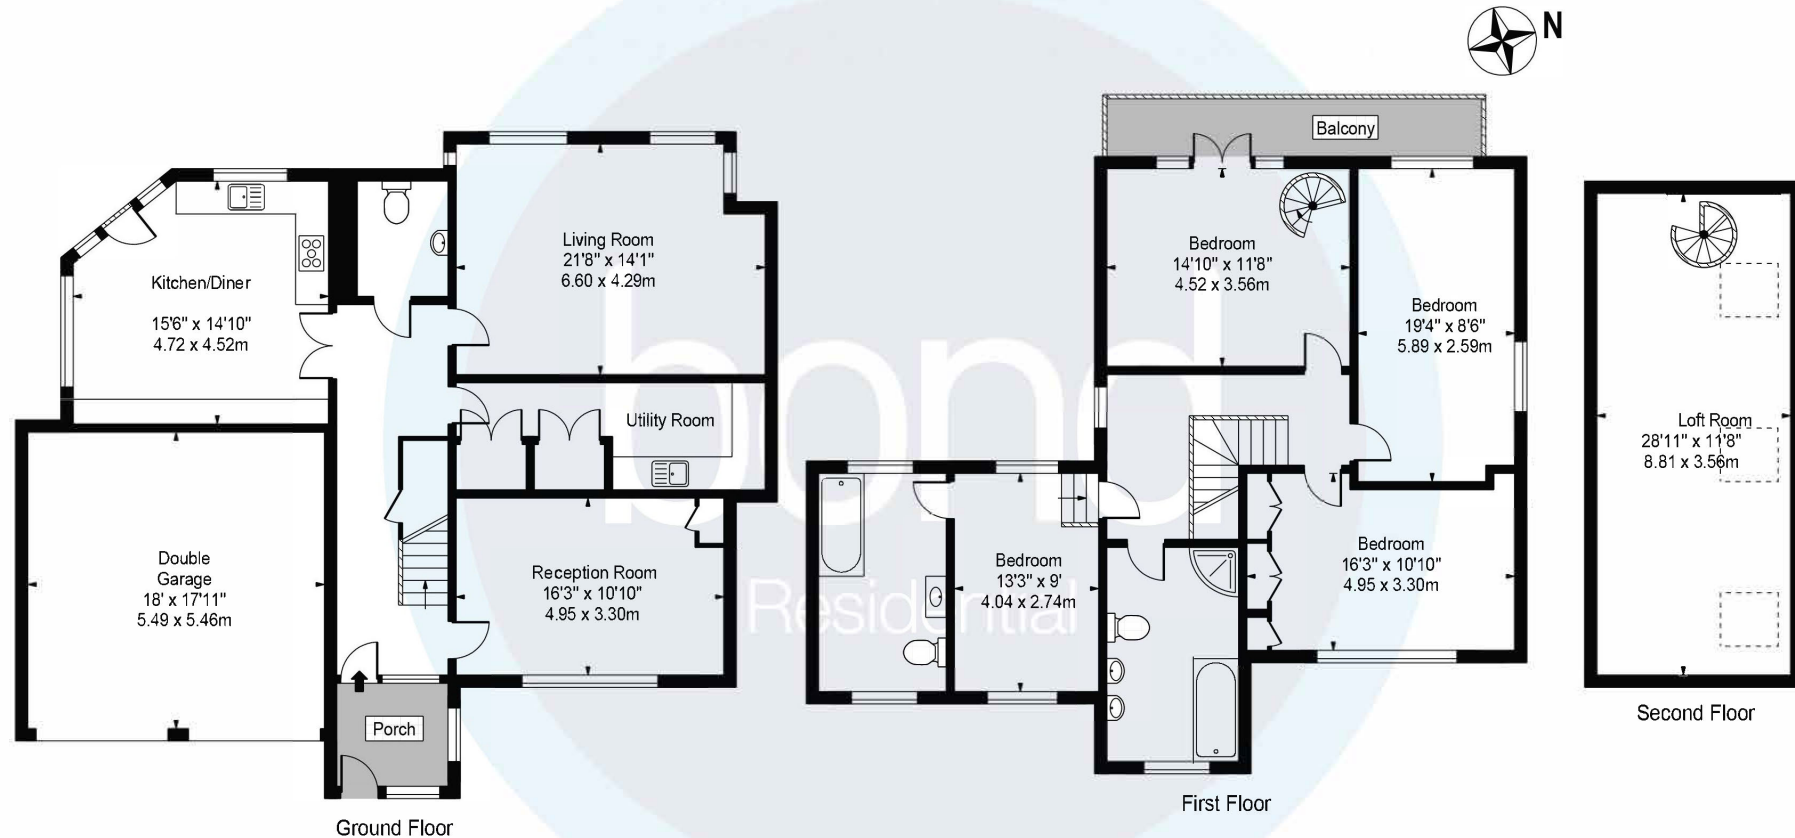 N
Balcony
Living Room
21'8" x 14'1"
6.60 x 4.29m
Kitchen/Diner
15'6" x 14'10"
4.72 x 4.52m
Utility Room
Double
Garage
18' x 17'11"
5.49 x 5.46m
Reception Room
16'3" x 10'10"
4.95 x 3.30m
Porch
Ground Floor
Bedroom
14'10" x 11'8"
4.52 x 3.56m
Bedroom
19'4" x 8'6"
5.89 x 2.59m
Bedroom
13'3" x 9'
4.04 x 2.74m
Bedroom
16'3" x 10'10"
4.95 x 3.30m
First Floor
Loft Room
28'11" x 11'8"
8.81 x 3.56m
Second Floor
bond
Residential